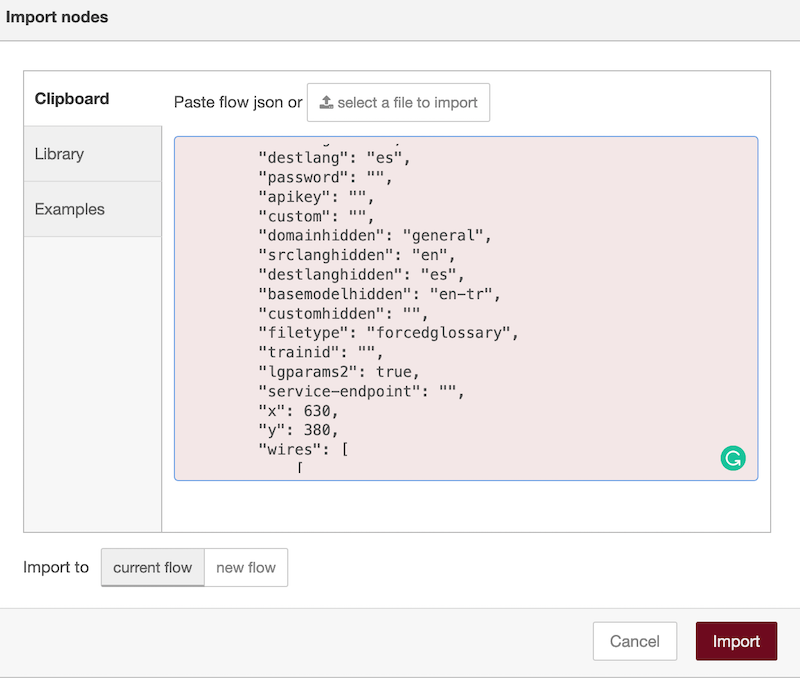 Import nodes
Clipboard
Library
Examples
Paste flow json or select a file to import
"destlang": "es",
"password": "",
"apikey": "",
"custom": "",
"domainhidden": "general",
"srclanghidden": "en",
"destlanghidden": "es",
"basemodelhidden": "en-tr",
"customhidden": "",
"filetype": "forcedglossary",
"trainid": "",
"lgparams2": true,
"service-endpoint": "",
"x": 630,
"y": 380,
"wires": [
[
Import to current flow new flow
Cancel Import